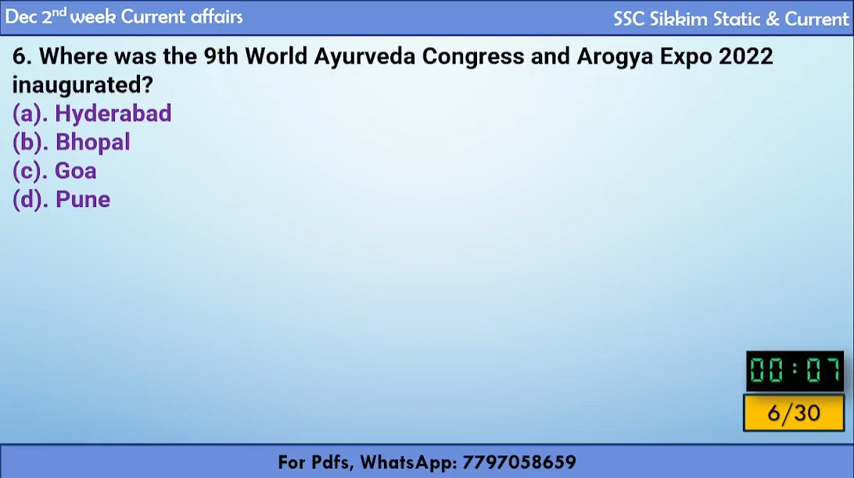 Dec 2nd week Current affairs
SSC Sikkim Static & Current
6. Where was the 9th World Ayurveda Congress and Arogya Expo 2022
inaugurated?
(a). Hyderabad
(b). Bhopal
(c). Goa
(d). Pune
00:07
6/30
For Pdfs, WhatsApp: 7797058659